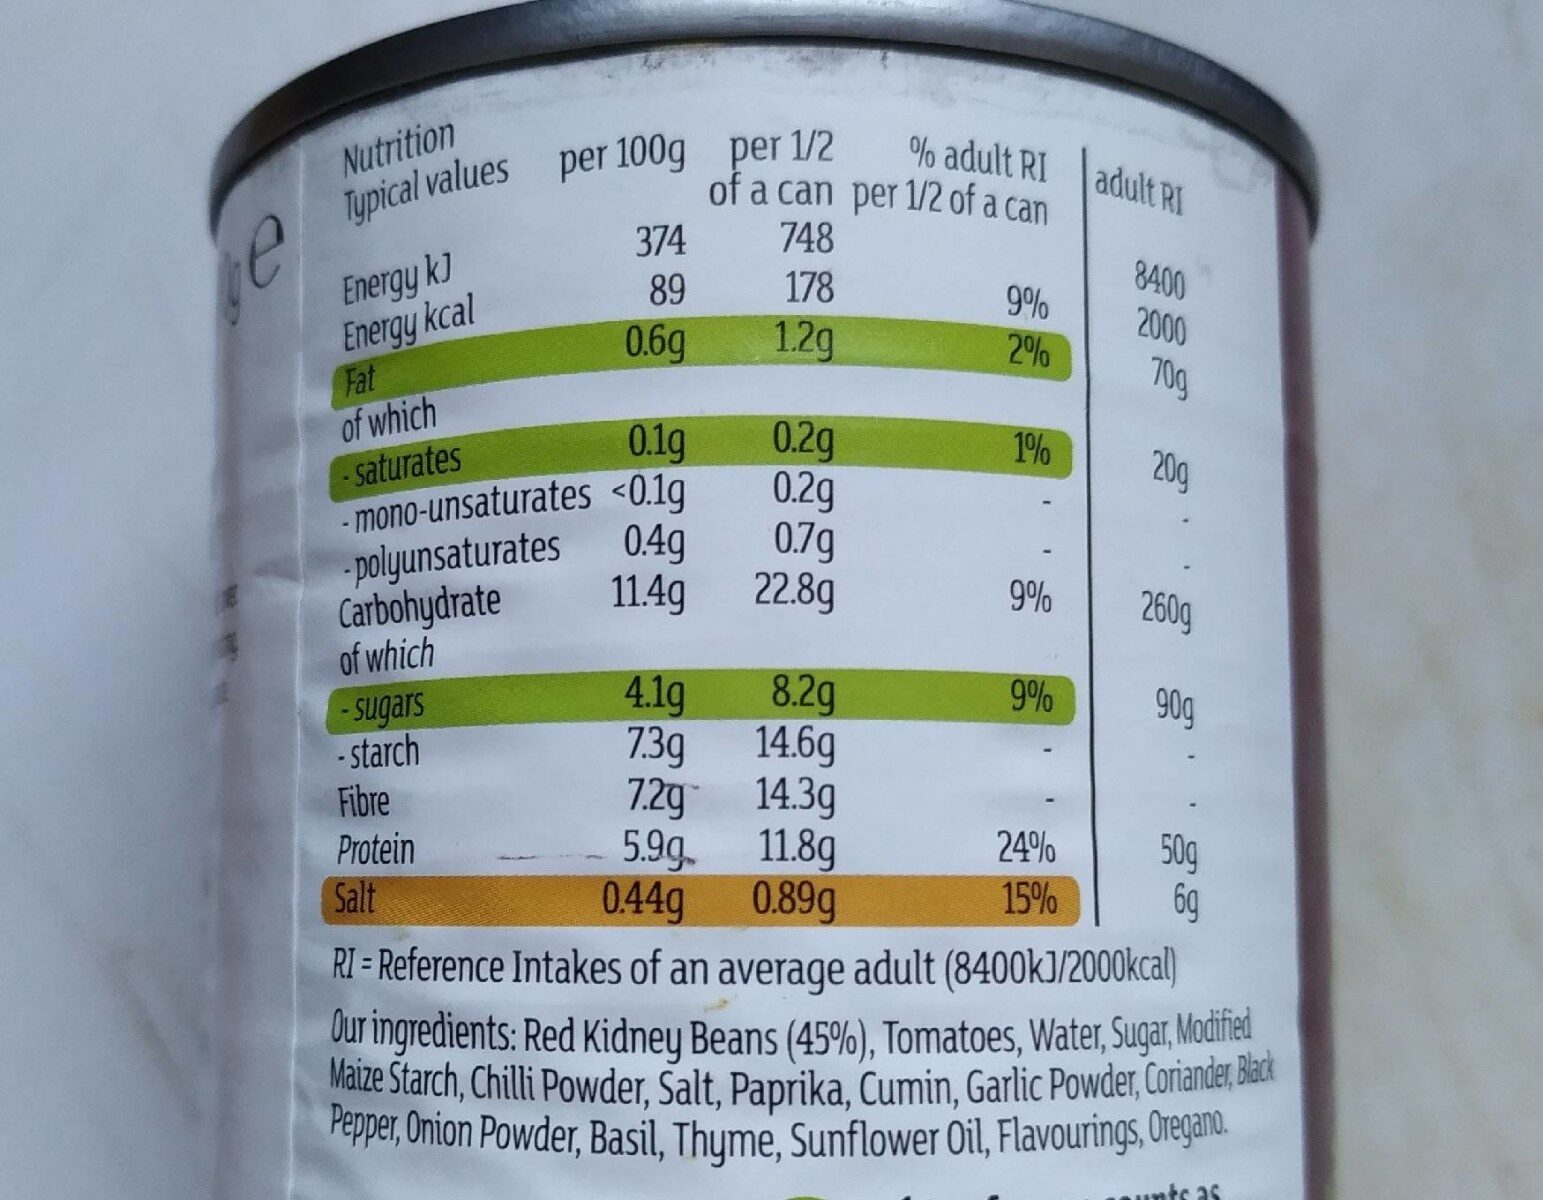 e
Nutrition
Typical values per 100g per 1/2 of a can % adult RI per 1/2 of a can adult RI
Energy kJ 374 748 8400
Energy kcal 89 178 9% 2000
Fat 0.6g 1.2g 2% 70g
of which
- saturates 0.1g 0.2g 1% 20g
- mono-unsaturates <0.1g 0.2g - -
- polyunsaturates 0.4g 0.7g - -
Carbohydrate 11.4g 22.8g 9% 260g
of which
- sugars 4.1g 8.2g 9% 90g
- starch 7.3g 14.6g - -
Fibre 7.2g 14.3g - -
Protein 5.9g 11.8g 24% 50g
Salt 0.44g 0.89g 15% 6g
RI = Reference Intakes of an average adult (8400kJ/2000kcal)
Our ingredients: Red Kidney Beans (45%), Tomatoes, Water, Sugar, Modified
Maize Starch, Chilli Powder, Salt, Paprika, Cumin, Garlic Powder, Coriander, Black
Pepper, Onion Powder, Basil, Thyme, Sunflower Oil, Flavourings, Oregano.
as